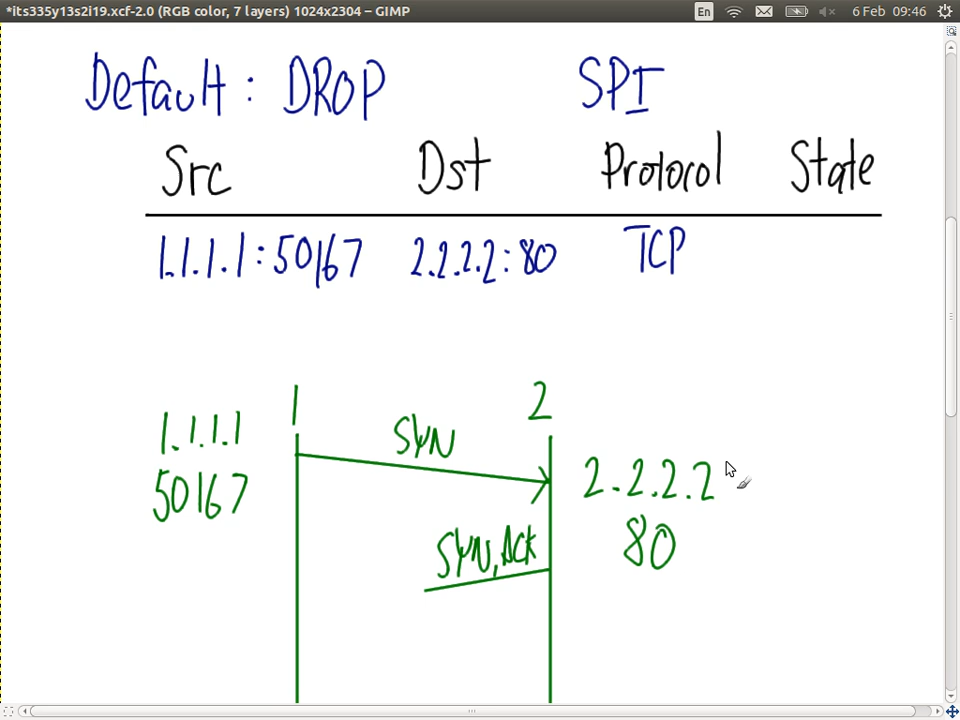 *its335y13s2i19.xcf-2.0 (RGB color, 7 layers) 1024x2304 – GIMP En 6 Feb 09:46
Default: DROP SPI
Src Dst Protocol State
1.1.1.1:50167 2.2.2.2:80 TCP
1 2
1.1.1.1 SYN
50167 2.2.2.2
SYN,ACK 80